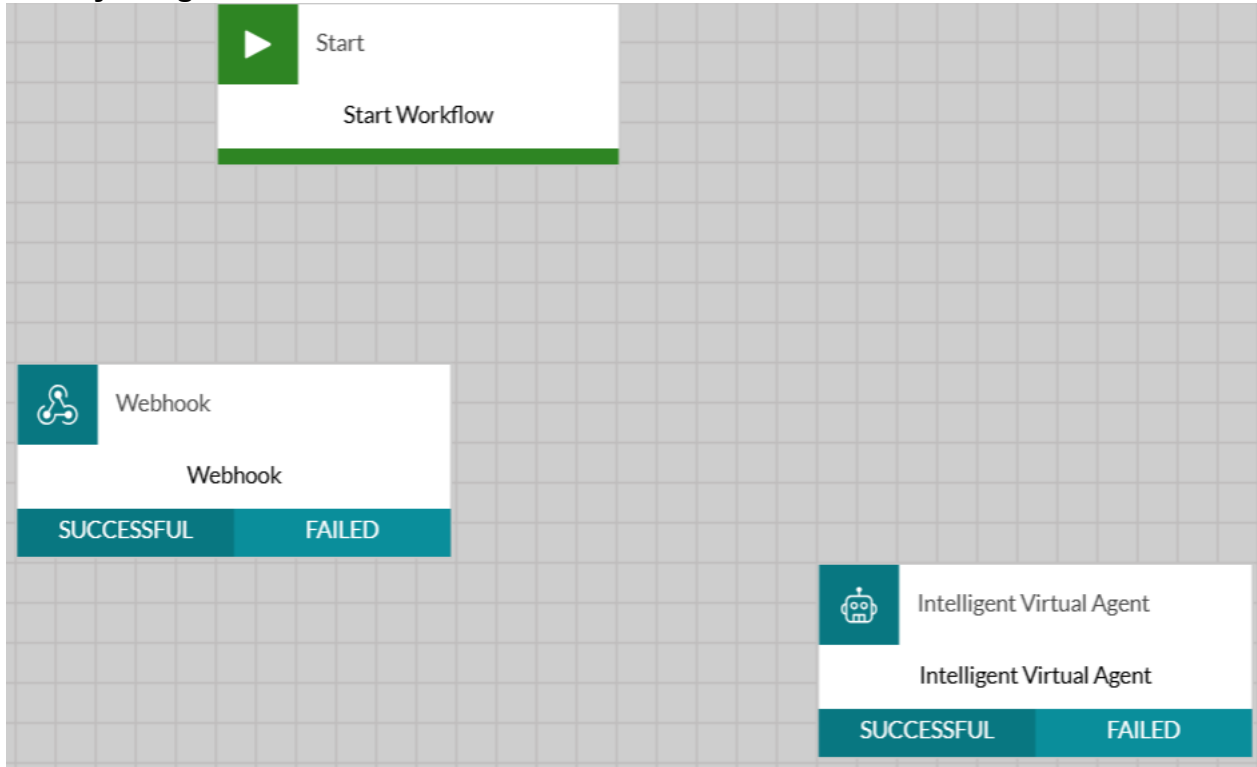 Start
Start Workflow
Webhook
Webhook
SUCCESSFUL FAILED
Intelligent Virtual Agent
Intelligent Virtual Agent
SUCCESSFUL FAILED